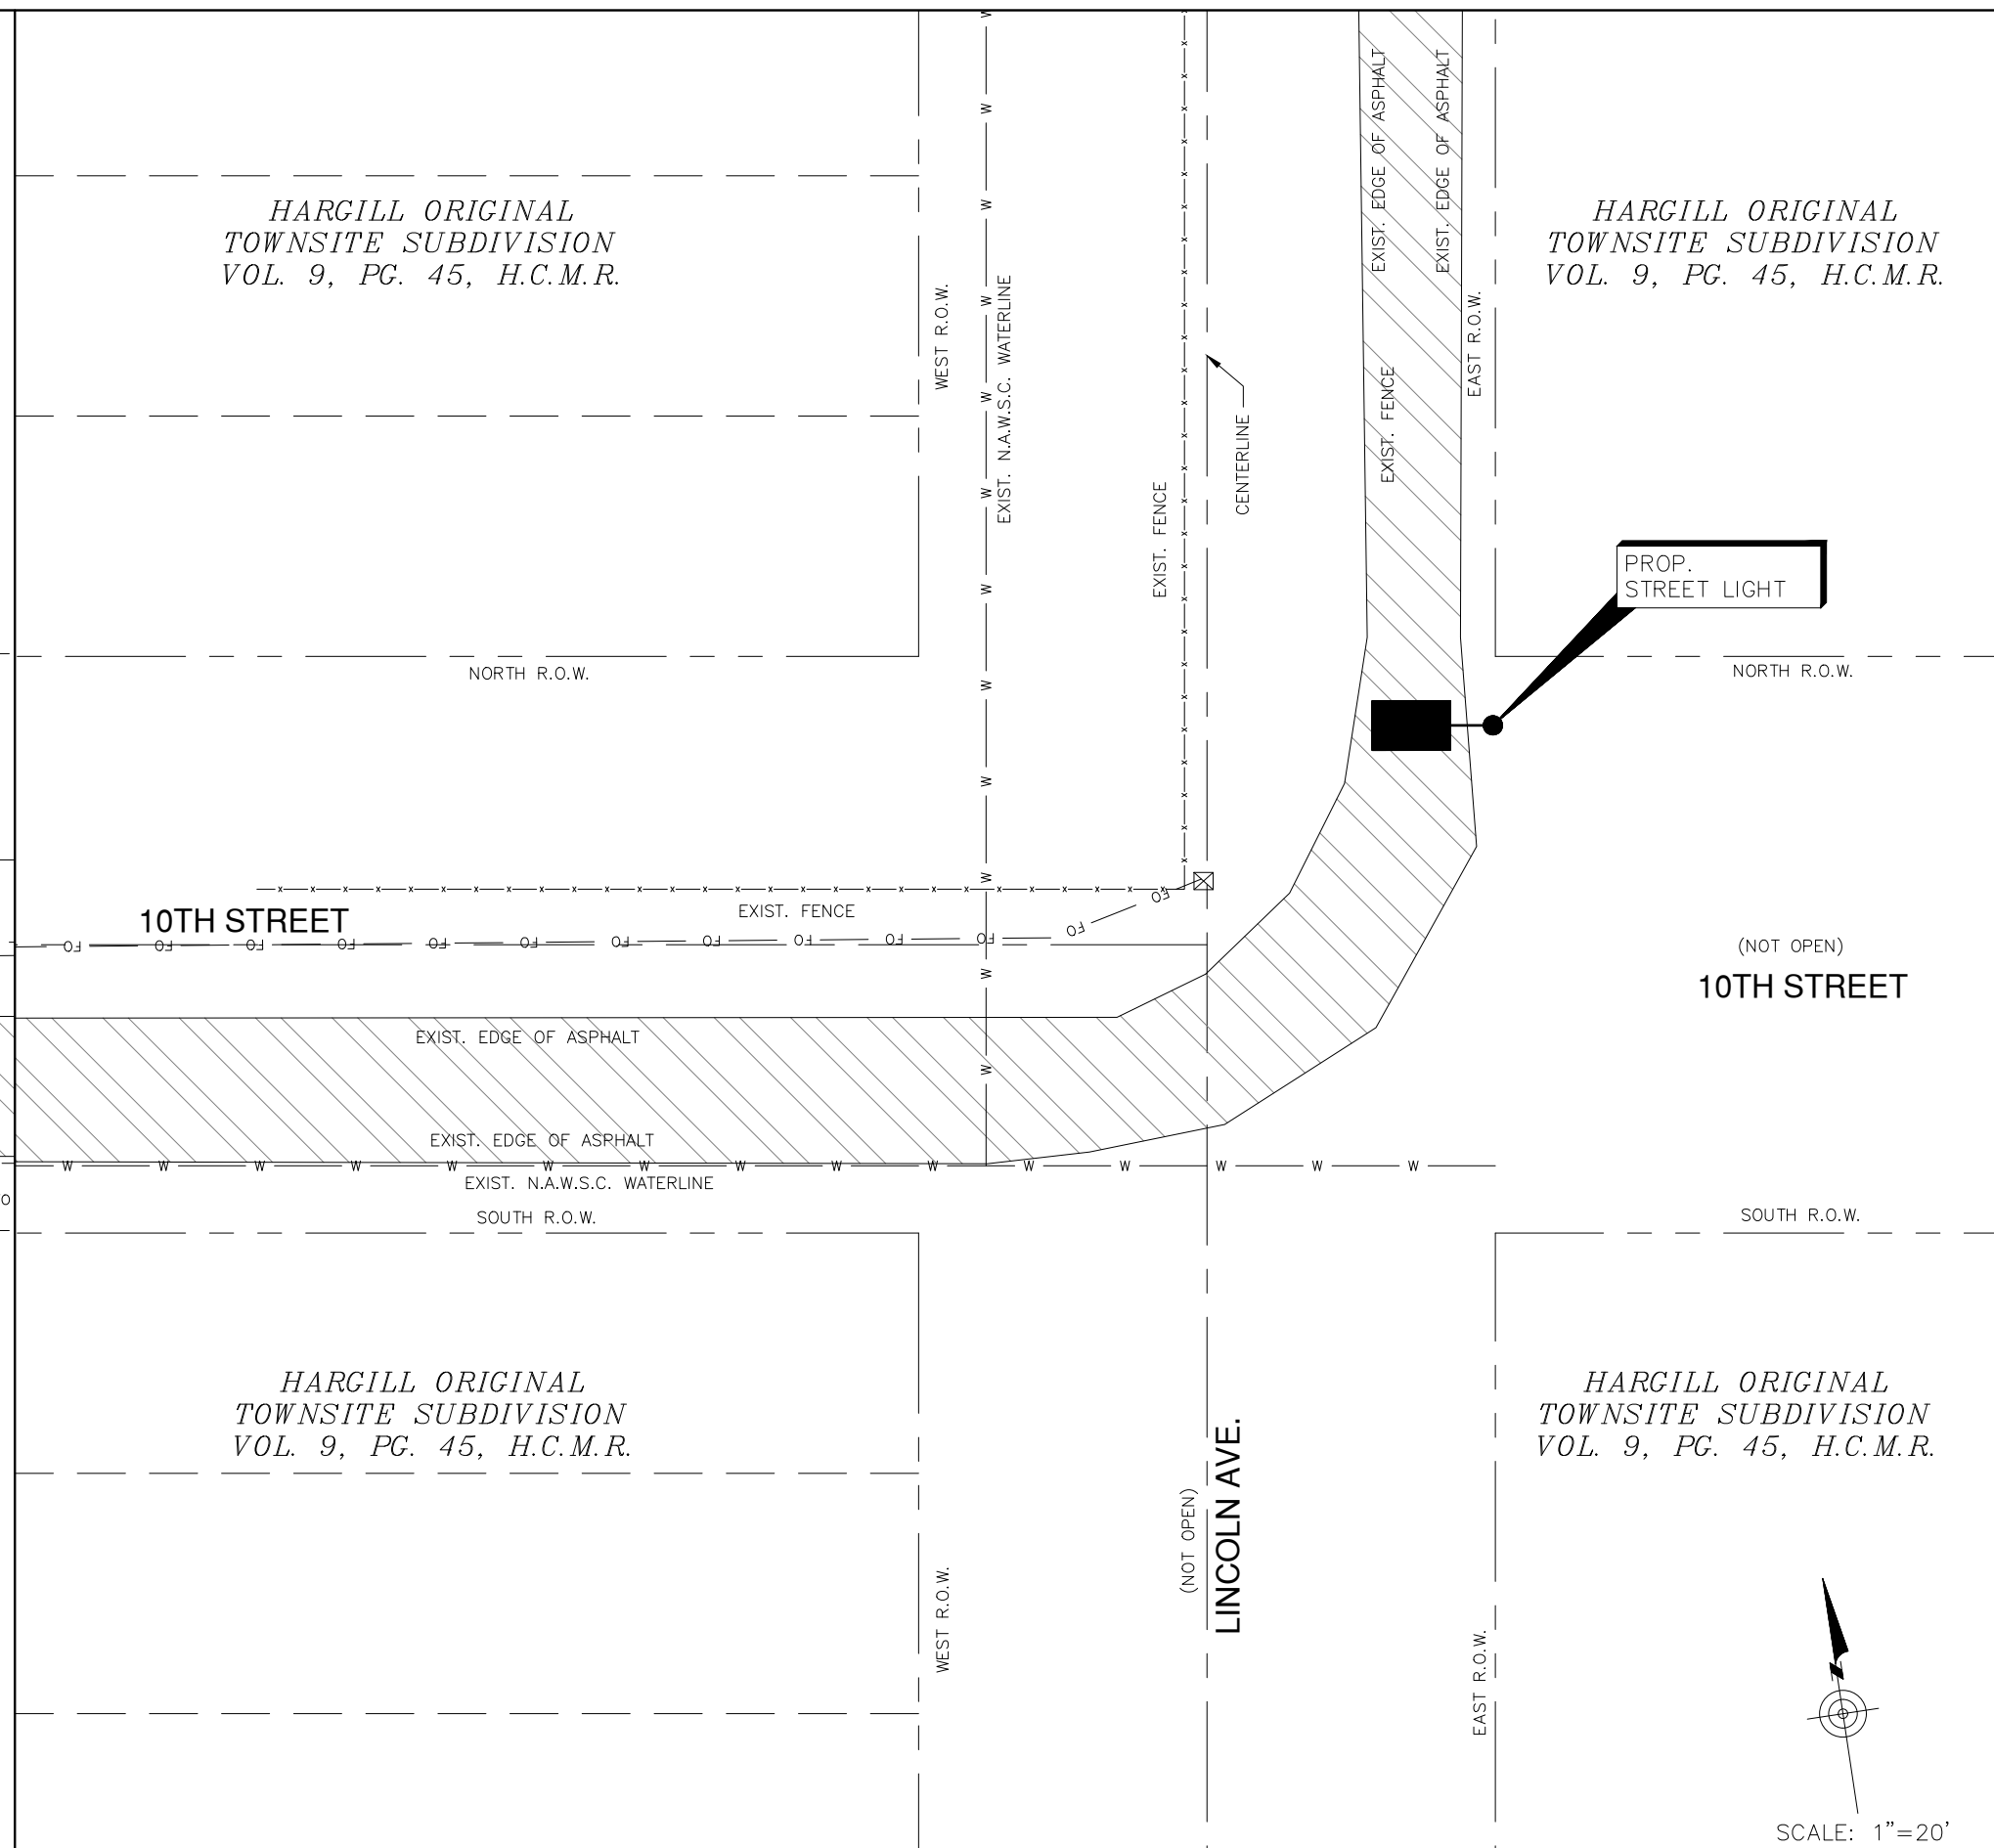 HARGILL ORIGINAL
TOWNSITE SUBDIVISION
VOL. 9, PG. 45, H.C.M.R.
WEST R.O.W.
EXIST. N.A.W.S.C. WATERLINE
EXIST. FENCE
CENTERLINE
EXIST. EDGE OF ASPHALT
EXIST. EDGE OF ASPHALT
EXIST. FENCE
EAST R.O.W.
HARGILL ORIGINAL
TOWNSITE SUBDIVISION
VOL. 9, PG. 45, H.C.M.R.
PROP.
STREET LIGHT
NORTH R.O.W.
NORTH R.O.W.
10TH STREET
EXIST. FENCE
(NOT OPEN)
10TH STREET
EXIST. EDGE OF ASPHALT
EXIST. EDGE OF ASPHALT
EXIST. N.A.W.S.C. WATERLINE
SOUTH R.O.W.
SOUTH R.O.W.
HARGILL ORIGINAL
TOWNSITE SUBDIVISION
VOL. 9, PG. 45, H.C.M.R.
WEST R.O.W.
(NOT OPEN)
LINCOLN AVE.
EAST R.O.W.
HARGILL ORIGINAL
TOWNSITE SUBDIVISION
VOL. 9, PG. 45, H.C.M.R.
N
SCALE: 1"=20'